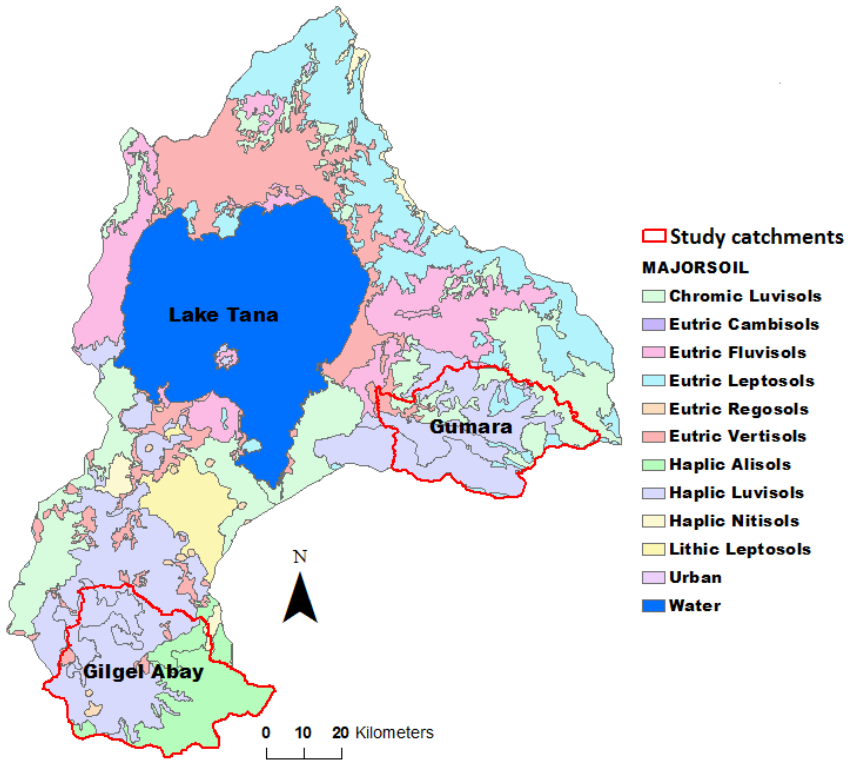 Study catchments
MAJORSOIL
Chromic Luvisols
Eutric Cambisols
Eutric Fluvisols
Eutric Leptosols
Eutric Regosols
Eutric Vertisols
Haplic Alisols
Haplic Luvisols
Haplic Nitisols
Lithic Leptosols
Urban
Water
Lake Tana
Gumara
N
Gilgel Abay
0 10 20 Kilometers